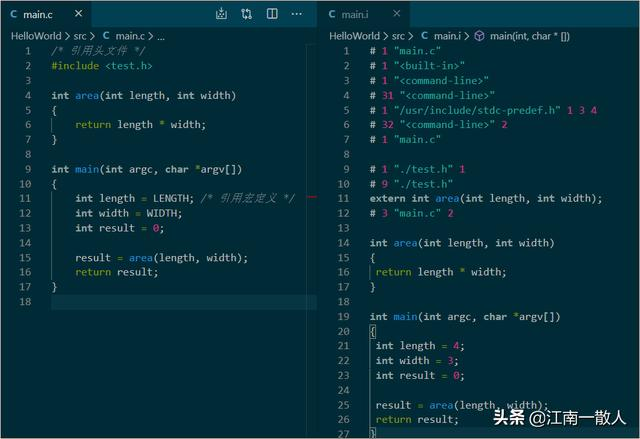 main.c
HelloWorld > src > main.c > ...
1 /* 引用头文件 */
2 #include <test.h>
3
4 int area(int length, int width)
5 {
6 return length * width;
7 }
8
9 int main(int argc, char *argv[])
10 {
11 int length = LENGTH; /* 引用宏定义 */
12 int width = WIDTH;
13 int result = 0;
14
15 result = area(length, width);
16 return result;
17 }
18
main.i
HelloWorld > src > main.i > main(int, char * [])
1 # 1 "main.c"
2 # 1 "<built-in>"
3 # 1 "<command-line>"
4 # 31 "<command-line>"
5 # 1 "/usr/include/stdc-predef.h" 1 3 4
6 # 32 "<command-line>" 2
7 # 1 "main.c"
8
9 # 1 "./test.h" 1
10 # 9 "./test.h"
11 extern int area(int length, int width);
12 # 3 "main.c" 2
13
14 int area(int length, int width)
15 {
16 return length * width;
17 }
18
19 int main(int argc, char *argv[])
20 {
21 int length = 4;
22 int width = 3;
23 int result = 0;
24
25 result = area(length, width);
26 return result;
27 }
头条 @江南一散人